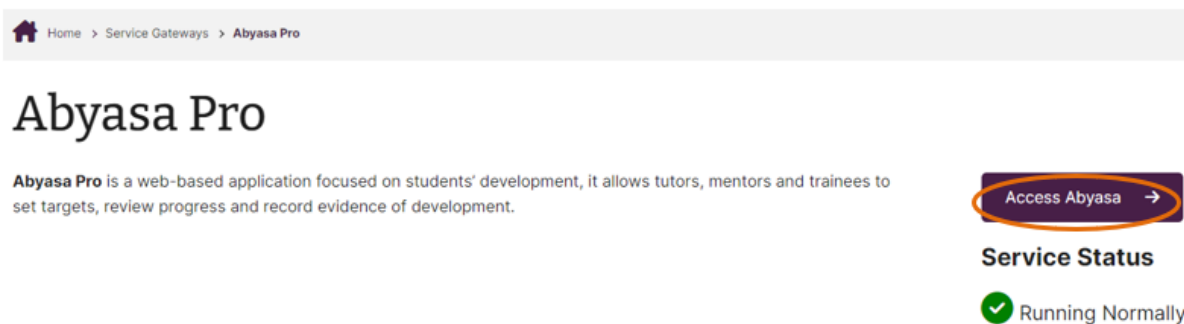 Home > Service Gateways > Abyasa Pro
Abyasa Pro
Abyasa Pro is a web-based application focused on students' development, it allows tutors, mentors and trainees to
set targets, review progress and record evidence of development.
Access Abyasa →
Service Status
Running Normally